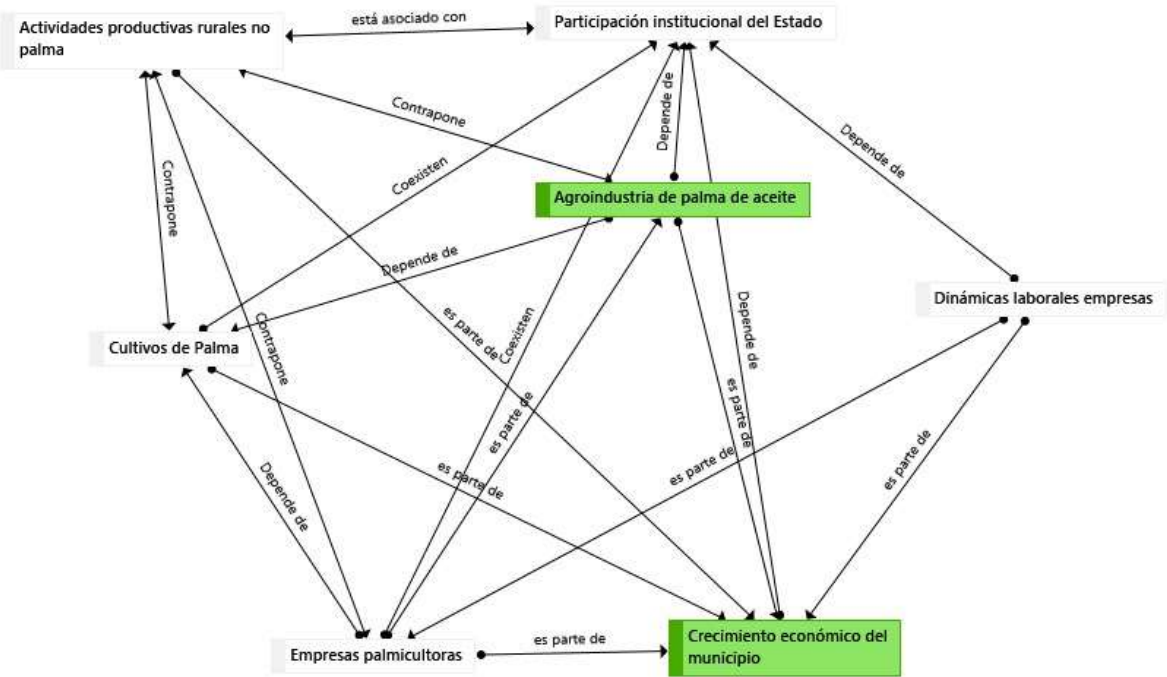 Actividades productivas rurales no
palma
está asociado con
Participación institucional del Estado
Contrapone
Depende de
Depende de
Contrapone
Coexisten
Agroindustria de palma de aceite
Depende de
Dinámicas laborales empresas
Cultivos de Palma
Contrapone
es parte de
Coexisten
Depende de
es parte de
es parte de
es parte de
es parte de
es parte de
Depende de
Empresas palmicultoras
es parte de
Crecimiento económico del
municipio